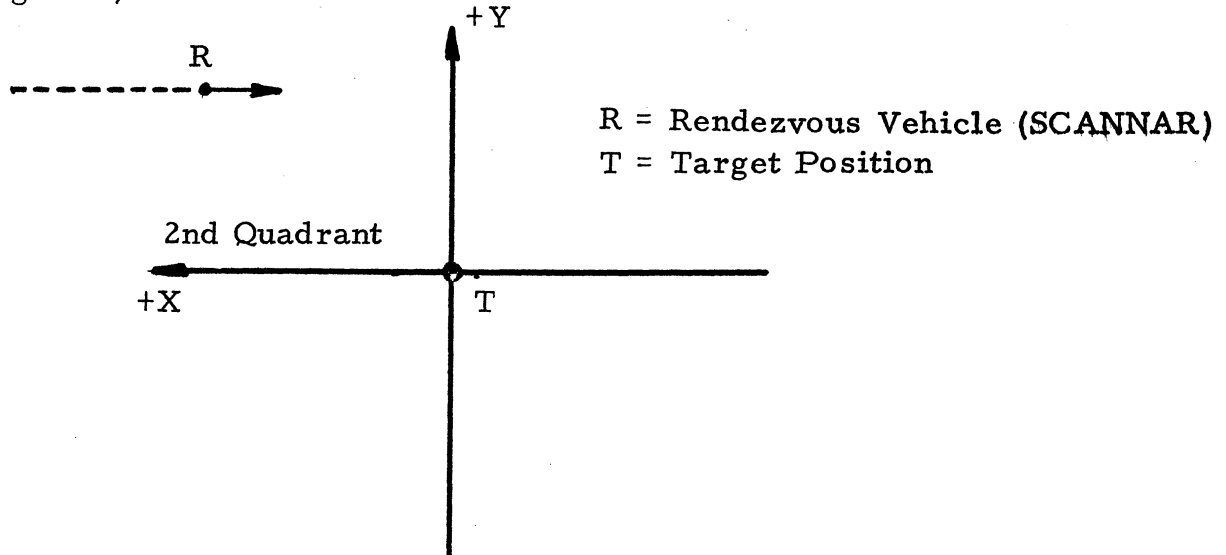 +Y
R
R = Rendezvous Vehicle (SCANNAR)
T = Target Position
2nd Quadrant
+X
T